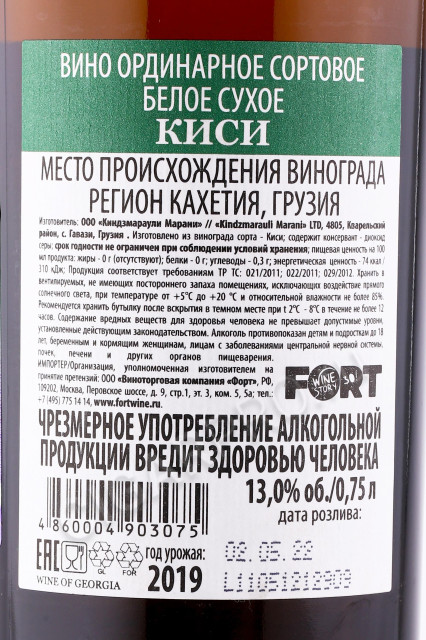 ВИНО ОРДИНАРНОЕ СОРТОВОЕ
БЕЛОЕ СУХОЕ
КИСИ
МЕСТО ПРОИСХОЖДЕНИЯ ВИНОГРАДА
РЕГИОН КАХЕТИЯ, ГРУЗИЯ
Изготовитель: ООО «Киндзмараули Марани» // «Kindzmarauli Marani» LTD, 4805, Кварельский
район, с. Гавази, Грузия . Изготовлено из винограда сорта - Киси; содержит консервант - диоксид
серы; срок годности не ограничен при соблюдении условий хранения; пищевая ценность на 100
мл продукта: жиры - 0 г (отсутствуют); белки - 0 г; углеводы - 0,3 г; энергетическая ценность - 74 ккал /
310 кДж; Продукция соответствует требованиям ТР ТС: 021/2011; 022/2011; 029/2012. Хранить в
вентилируемых, не имеющих постороннего запаха помещениях, исключающих воздействие прямого
солнечного света, при температуре от +5°С до +20 °С и относительной влажности не более 85%.
Рекомендуется хранить бутылку после вскрытия в темном месте при t 2°С - 8°С в течение не более 12
часов. Содержание вредных веществ для здоровья человека не превышает допустимые уровни,
установленные действующим законодательством. Алкоголь противопоказан детям и подросткам до 18
лет, беременным и кормящим женщинам, лицам с заболеваниями центральной нервной системы,
почек, печени и других органов пищеварения.
ИМПОРТЕР/Организация, уполномоченная изготовителем на
принятие претензий: ООО «Виноторговая компания «Форт», РФ,
109202, Москва, Перовское шоссе, д. 9, стр.1, эт. 3, ком. 5, 5а; тел.:
+7 (495) 775 14 14. www.fortwine.ru.
FORT
WINE STORY
ЧРЕЗМЕРНОЕ УПОТРЕБЛЕНИЕ АЛКОГОЛЬНОЙ
ПРОДУКЦИИ ВРЕДИТ ЗДОРОВЬЮ ЧЕЛОВЕКА
13,0% об./0,75 л
дата розлива:
4 860004 903075
EAC
GL
FOR
год урожая:
2019
02.06.22
WINE OF GEORGIA